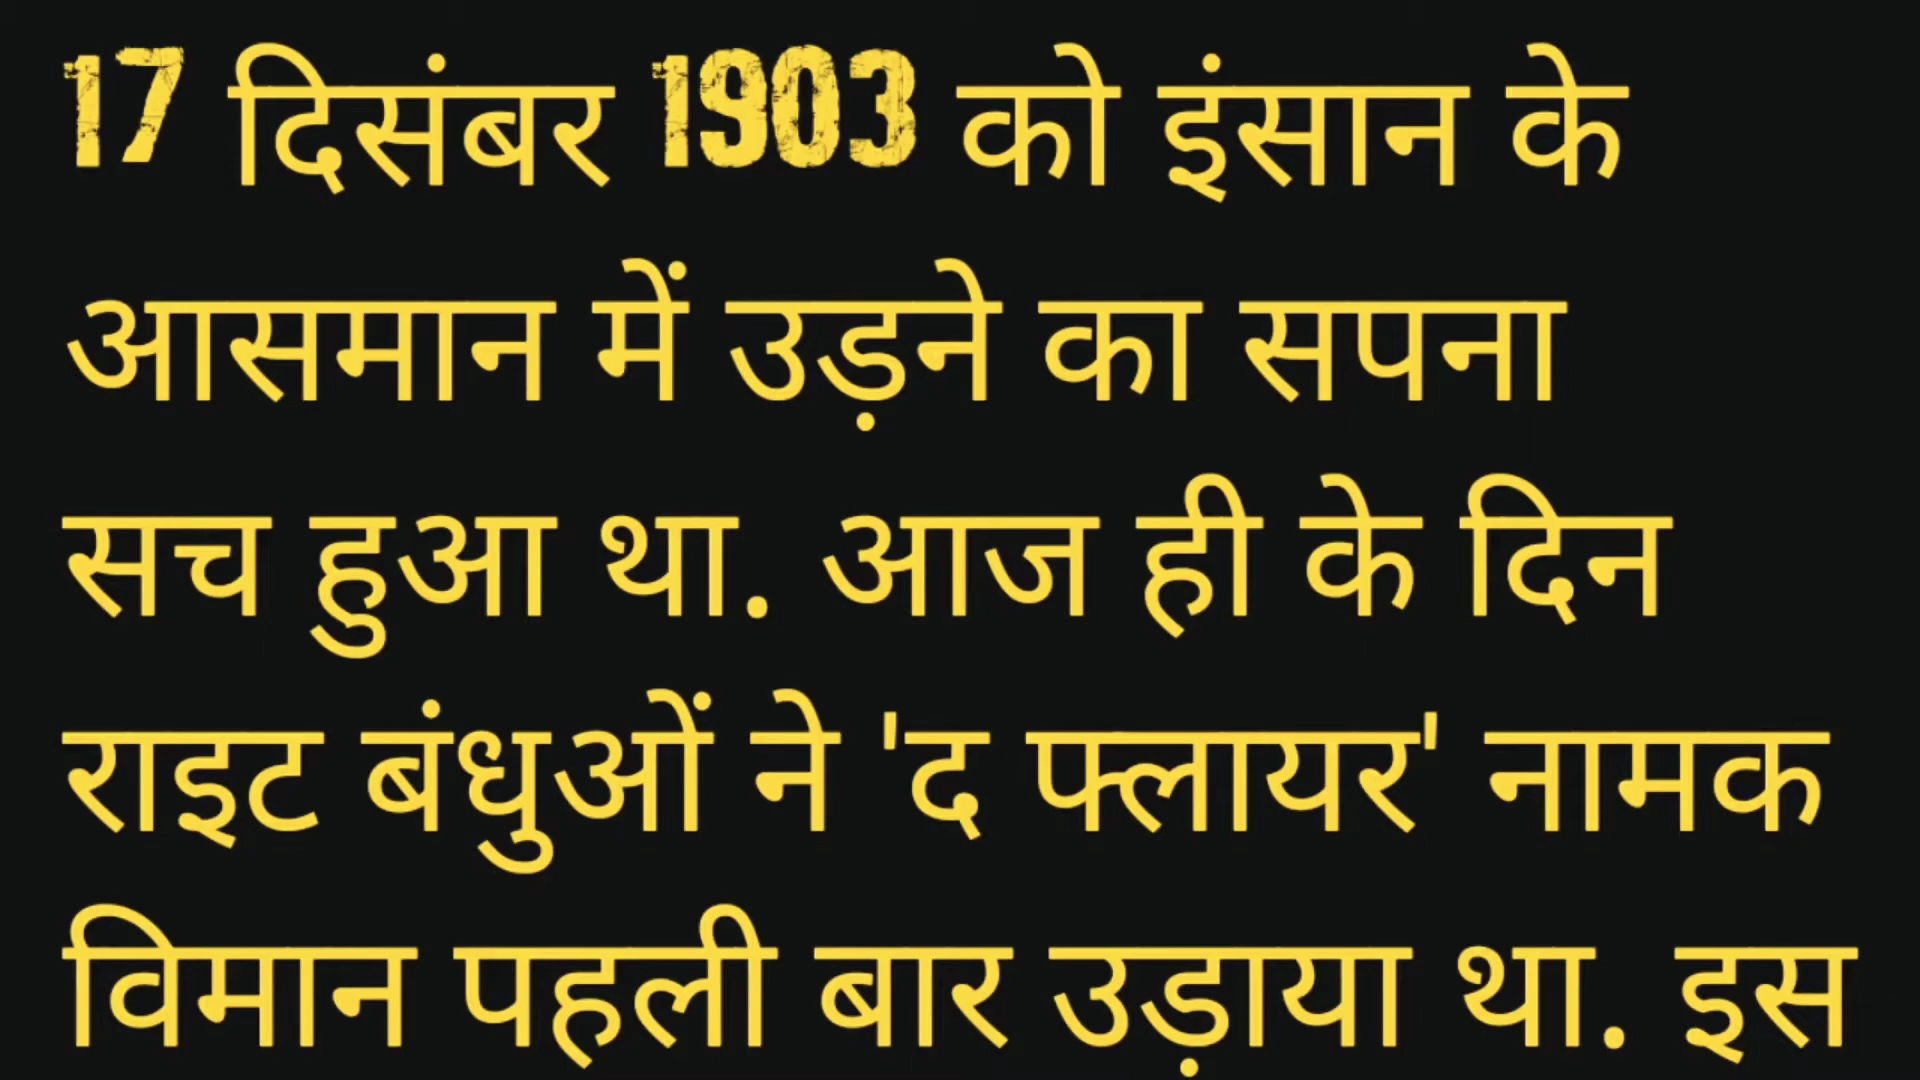 17 दिसंबर 1903 को इंसान के
आसमान में उड़ने का सपना
सच हुआ था. आज ही के दिन
राइट बंधुओं ने 'द फ्लायर' नामक
विमान पहली बार उड़ाया था. इस